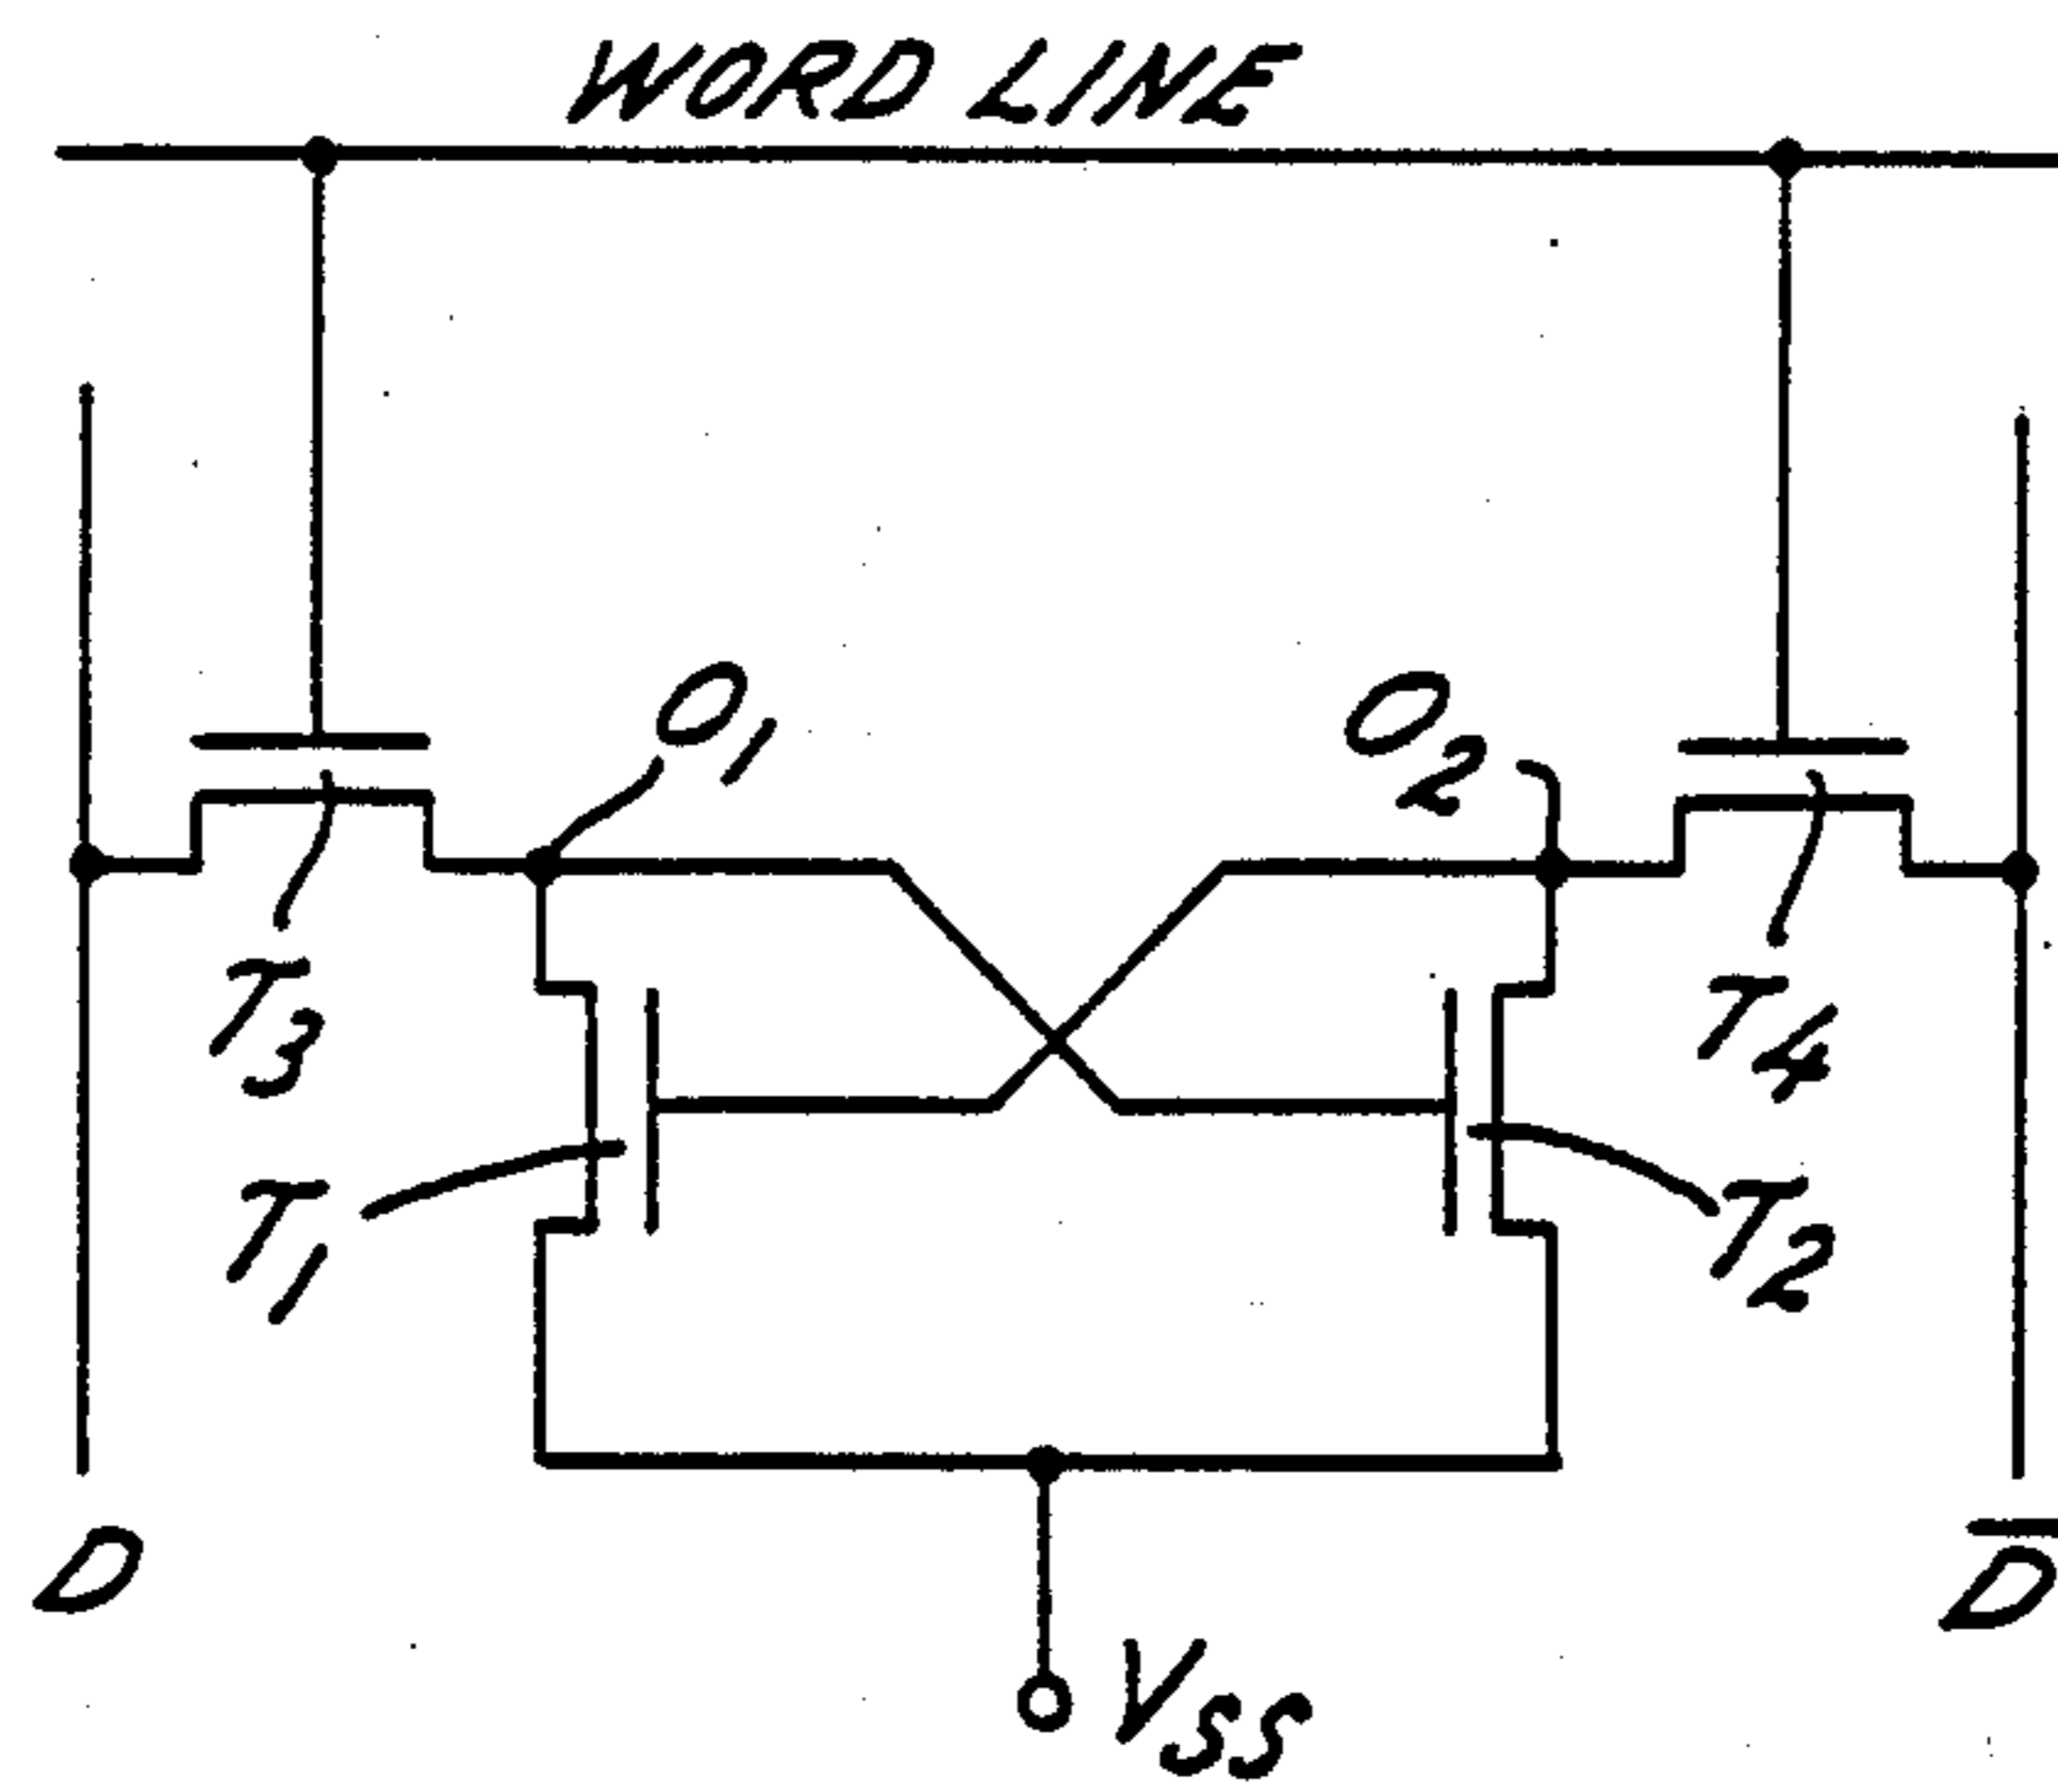 WORD LINE
O1 O2
T3 T4
T1 T2
D D̅
VSS